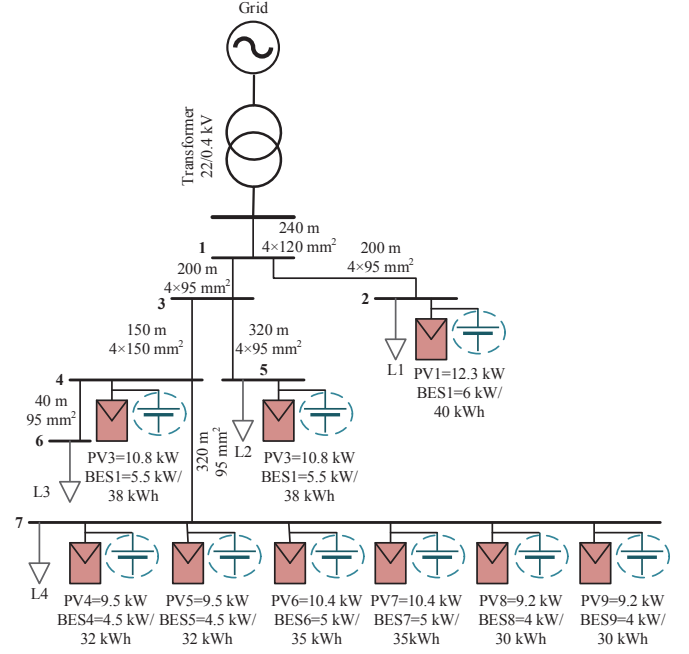 Grid
Transformer
22/0.4 kV
240 m
4×120 mm²
1
200 m
4×95 mm²
200 m
4×95 mm²
3
2
L1
PV1=12.3 kW
BES1=6 kW/
40 kWh
150 m
4×150 mm²
320 m
4×95 mm²
4
5
40 m
95 mm²
6
L3
PV3=10.8 kW
BES1=5.5 kW/
38 kWh
320 m
95 mm²
L2
PV3=10.8 kW
BES1=5.5 kW/
38 kWh
7
L4
PV4=9.5 kW
BES4=4.5 kW/
32 kWh
PV5=9.5 kW
BES5=4.5 kW/
32 kWh
PV6=10.4 kW
BES6=5 kW/
35 kWh
PV7=10.4 kW
BES7=5 kW/
35kWh
PV8=9.2 kW
BES8=4 kW/
30 kWh
PV9=9.2 kW
BES9=4 kW/
30 kWh